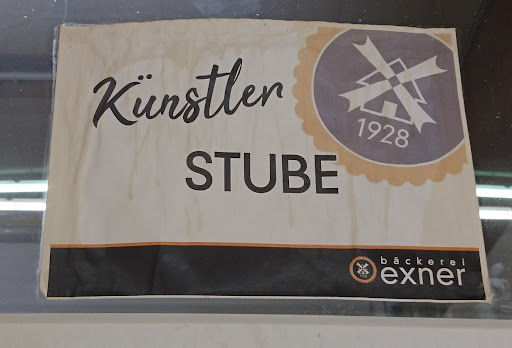 Künstler
STUBE
1928
bäckerei
exner